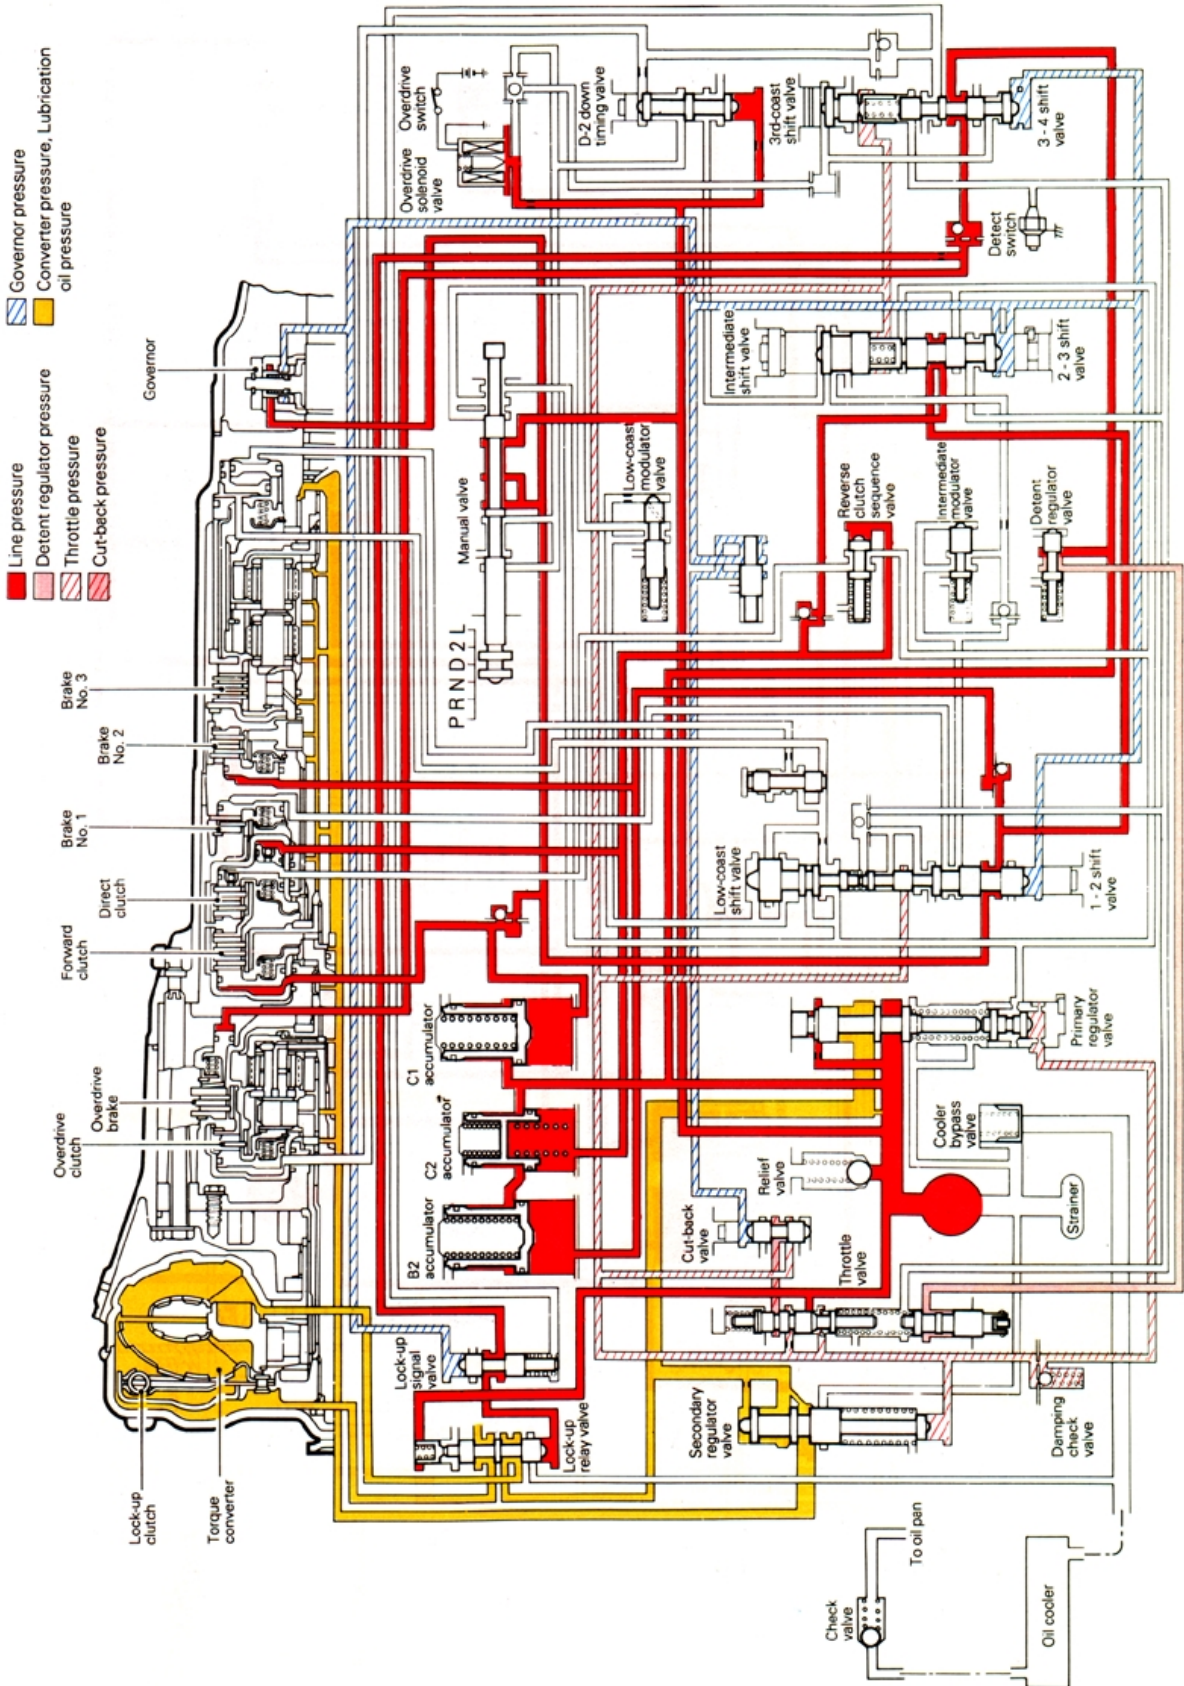 Line pressure
Detent regulator pressure
Throttle pressure
Cut-back pressure
Governor pressure
Converter pressure, Lubrication
oil pressure
Lock-up
clutch
Torque
converter
Overdrive
clutch
Overdrive
brake
Forward
clutch
Direct
clutch
Brake
No. 1
Brake
No. 2
Brake
No. 3
Governor
Lock-up
signal
valve
Lock-up
relay valve
B2
accumulator
C2
accumulator
C1
accumulator
P R N D 2 L
Manual valve
Overdrive
solenoid
valve
Overdrive
switch
D-2 down
timing valve
Low-coast
modulator
valve
Intermediate
shift valve
3rd-coast
shift valve
Secondary
regulator
valve
Cut-back
valve
Relief
valve
Throttle
valve
Low-coast
shift valve
Reverse
clutch
sequence
valve
Intermediate
modulator
valve
Detent
regulator
valve
Detect
switch
2 - 3 shift
valve
3 - 4 shift
valve
Check
valve
To oil pan
Oil cooler
Damping
check
valve
Strainer
Cooler
bypass
valve
Primary
regulator
valve
1 - 2 shift
valve